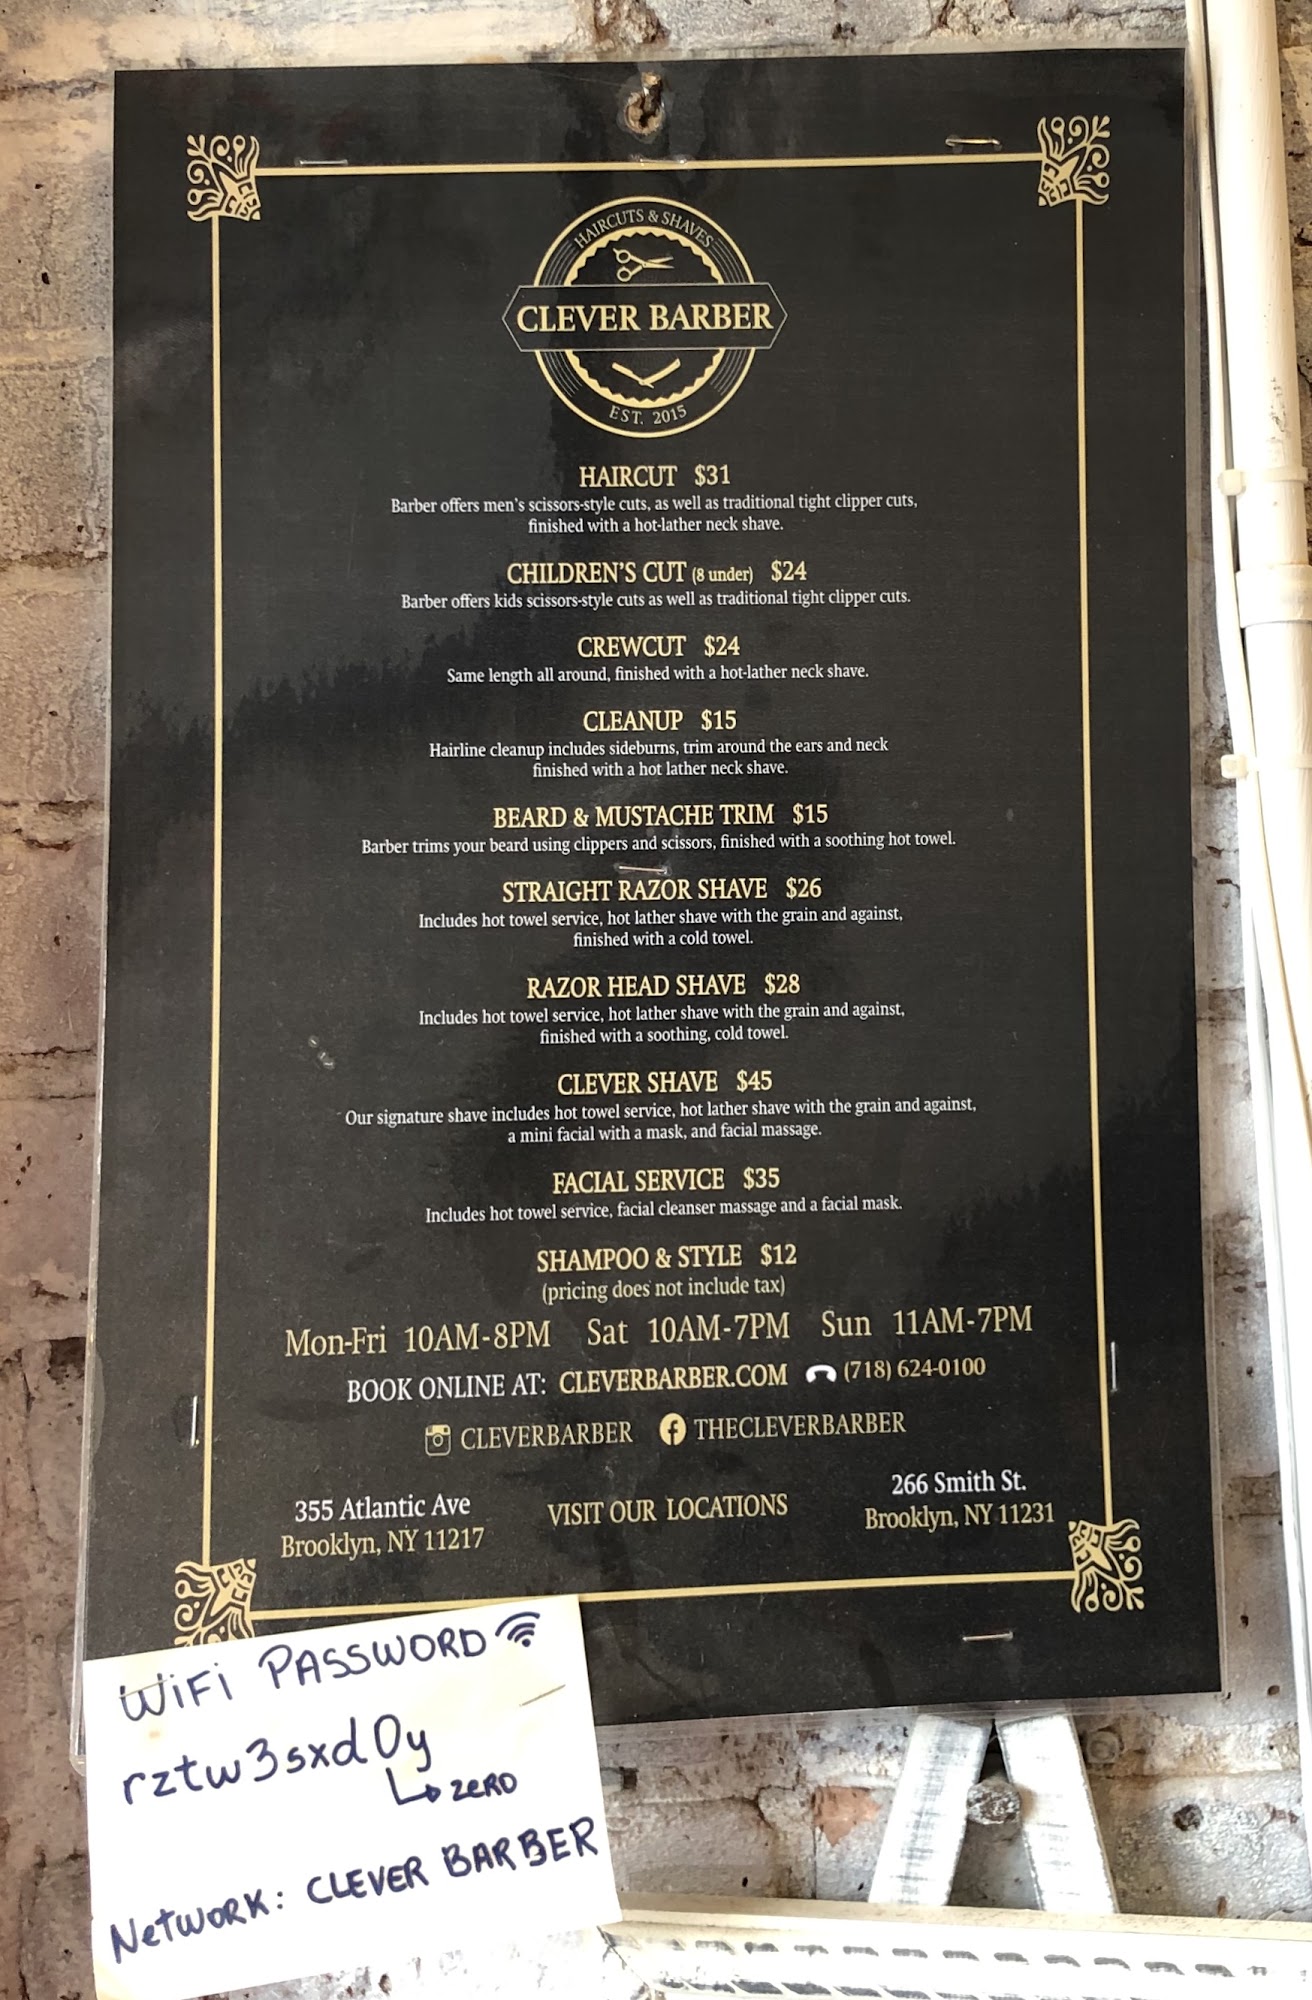 HAIRCUTS & SHAVES
CLEVER BARBER
EST. 2015
HAIRCUT $31
Barber offers men's scissors-style cuts, as well as traditional tight clipper cuts,
finished with a hot-lather neck shave.
CHILDREN'S CUT (8 under) $24
Barber offers kids scissors-style cuts as well as traditional tight clipper cuts.
CREWCUT $24
Same length all around, finished with a hot-lather neck shave.
CLEANUP $15
Hairline cleanup includes sideburns, trim around the ears and neck
finished with a hot lather neck shave.
BEARD & MUSTACHE TRIM $15
Barber trims your beard using clippers and scissors, finished with a soothing hot towel.
STRAIGHT RAZOR SHAVE $26
Includes hot towel service, hot lather shave with the grain and against,
finished with a cold towel.
RAZOR HEAD SHAVE $28
Includes hot towel service, hot lather shave with the grain and against,
finished with a soothing, cold towel.
CLEVER SHAVE $45
Our signature shave includes hot towel service, hot lather shave with the grain and against,
a mini facial with a mask, and facial massage.
FACIAL SERVICE $35
Includes hot towel service, facial cleanser massage and a facial mask.
SHAMPOO & STYLE $12
(pricing does not include tax)
Mon-Fri 10AM-8PM Sat 10AM-7PM Sun 11AM-7PM
BOOK ONLINE AT: CLEVERBARBER.COM (718) 624-0100
CLEVERBARBER THECLEVERBARBER
355 Atlantic Ave
Brooklyn, NY 11217
VISIT OUR LOCATIONS
266 Smith St.
Brooklyn, NY 11231
WiFi PASSWORD
rztw3sxd0y
ZERO
NETWORK: CLEVER BARBER